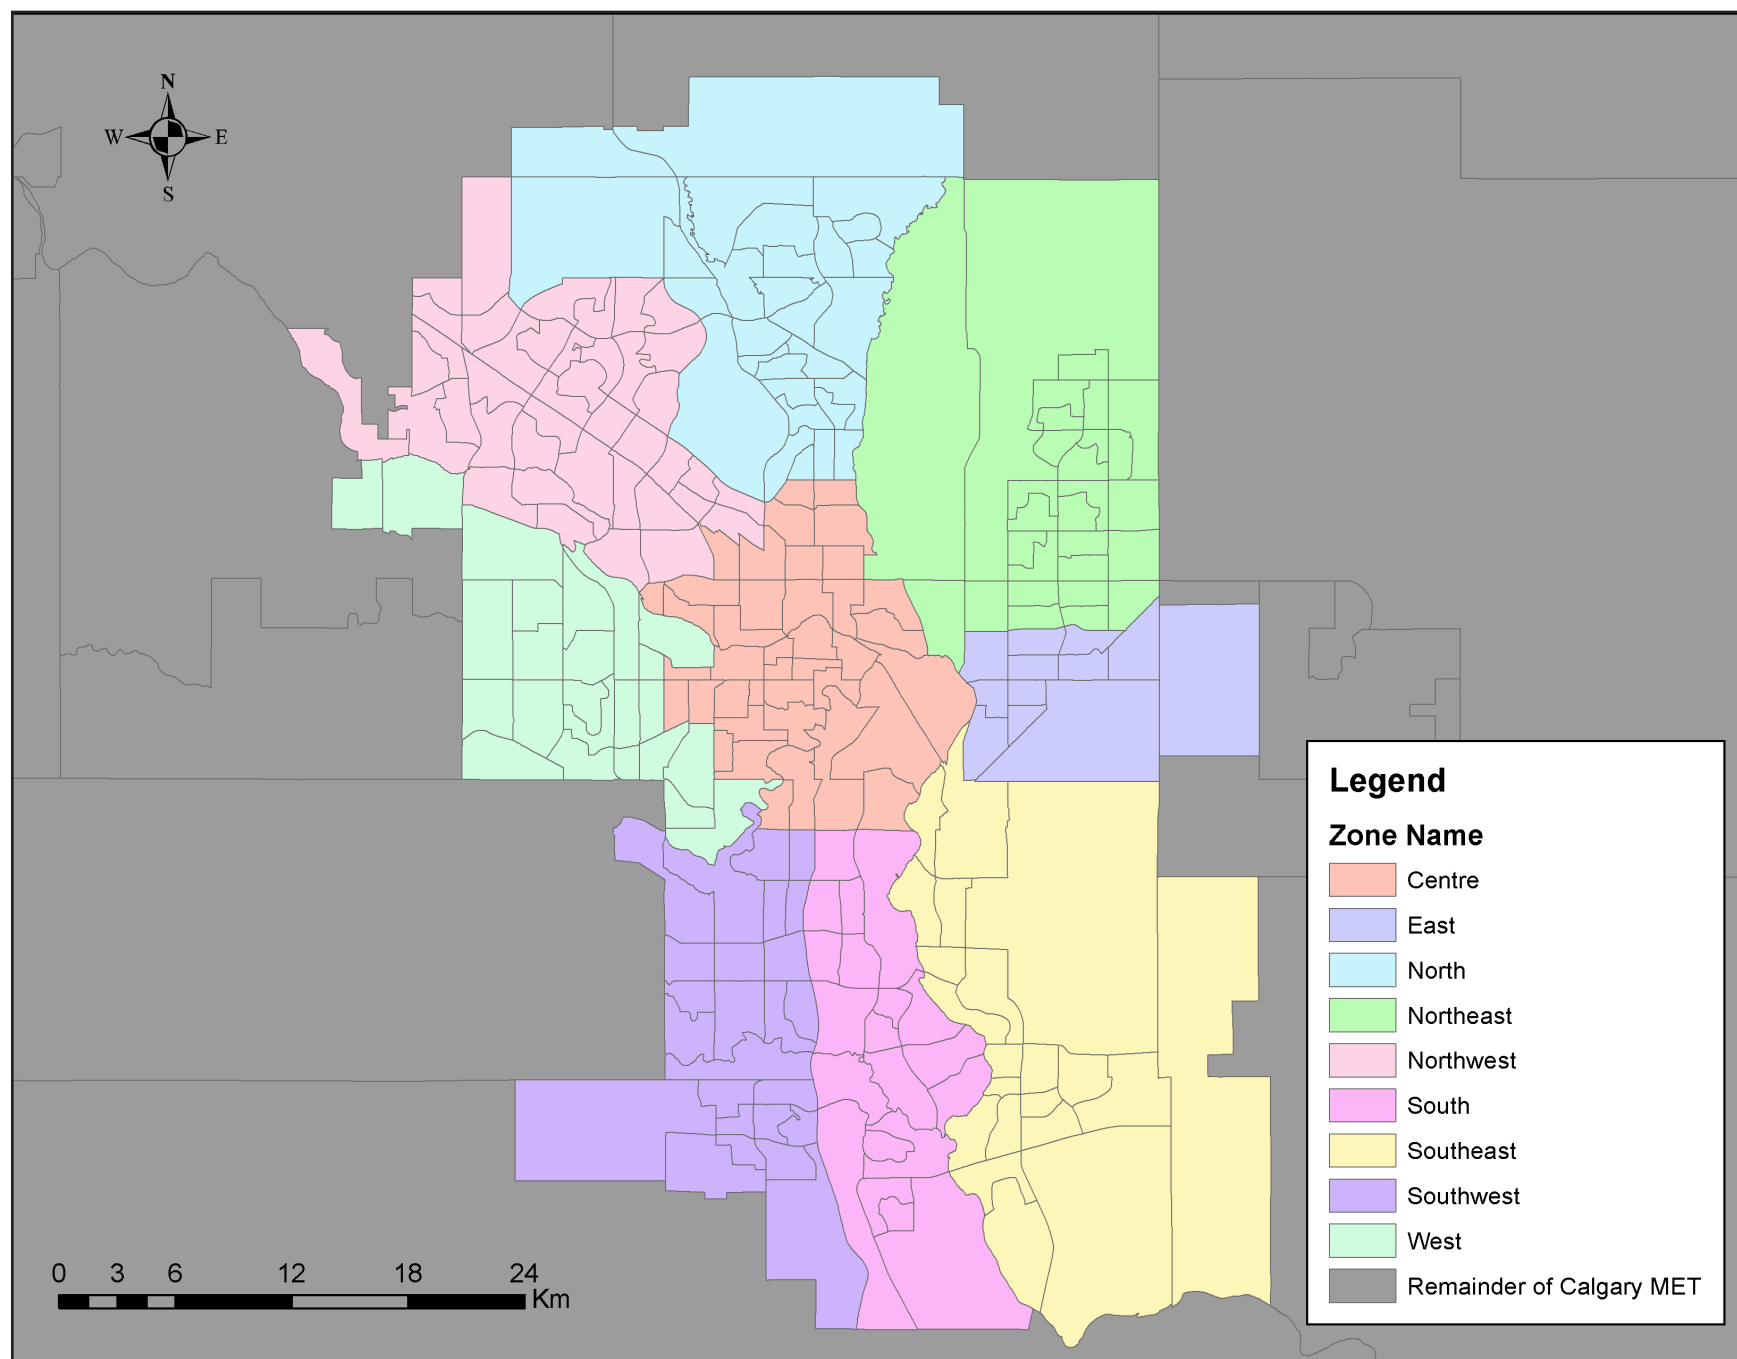 N
W E
S
Legend
Zone Name
Centre
East
North
Northeast
Northwest
South
Southeast
Southwest
West
Remainder of Calgary MET
0 3 6 12 18 24
Km